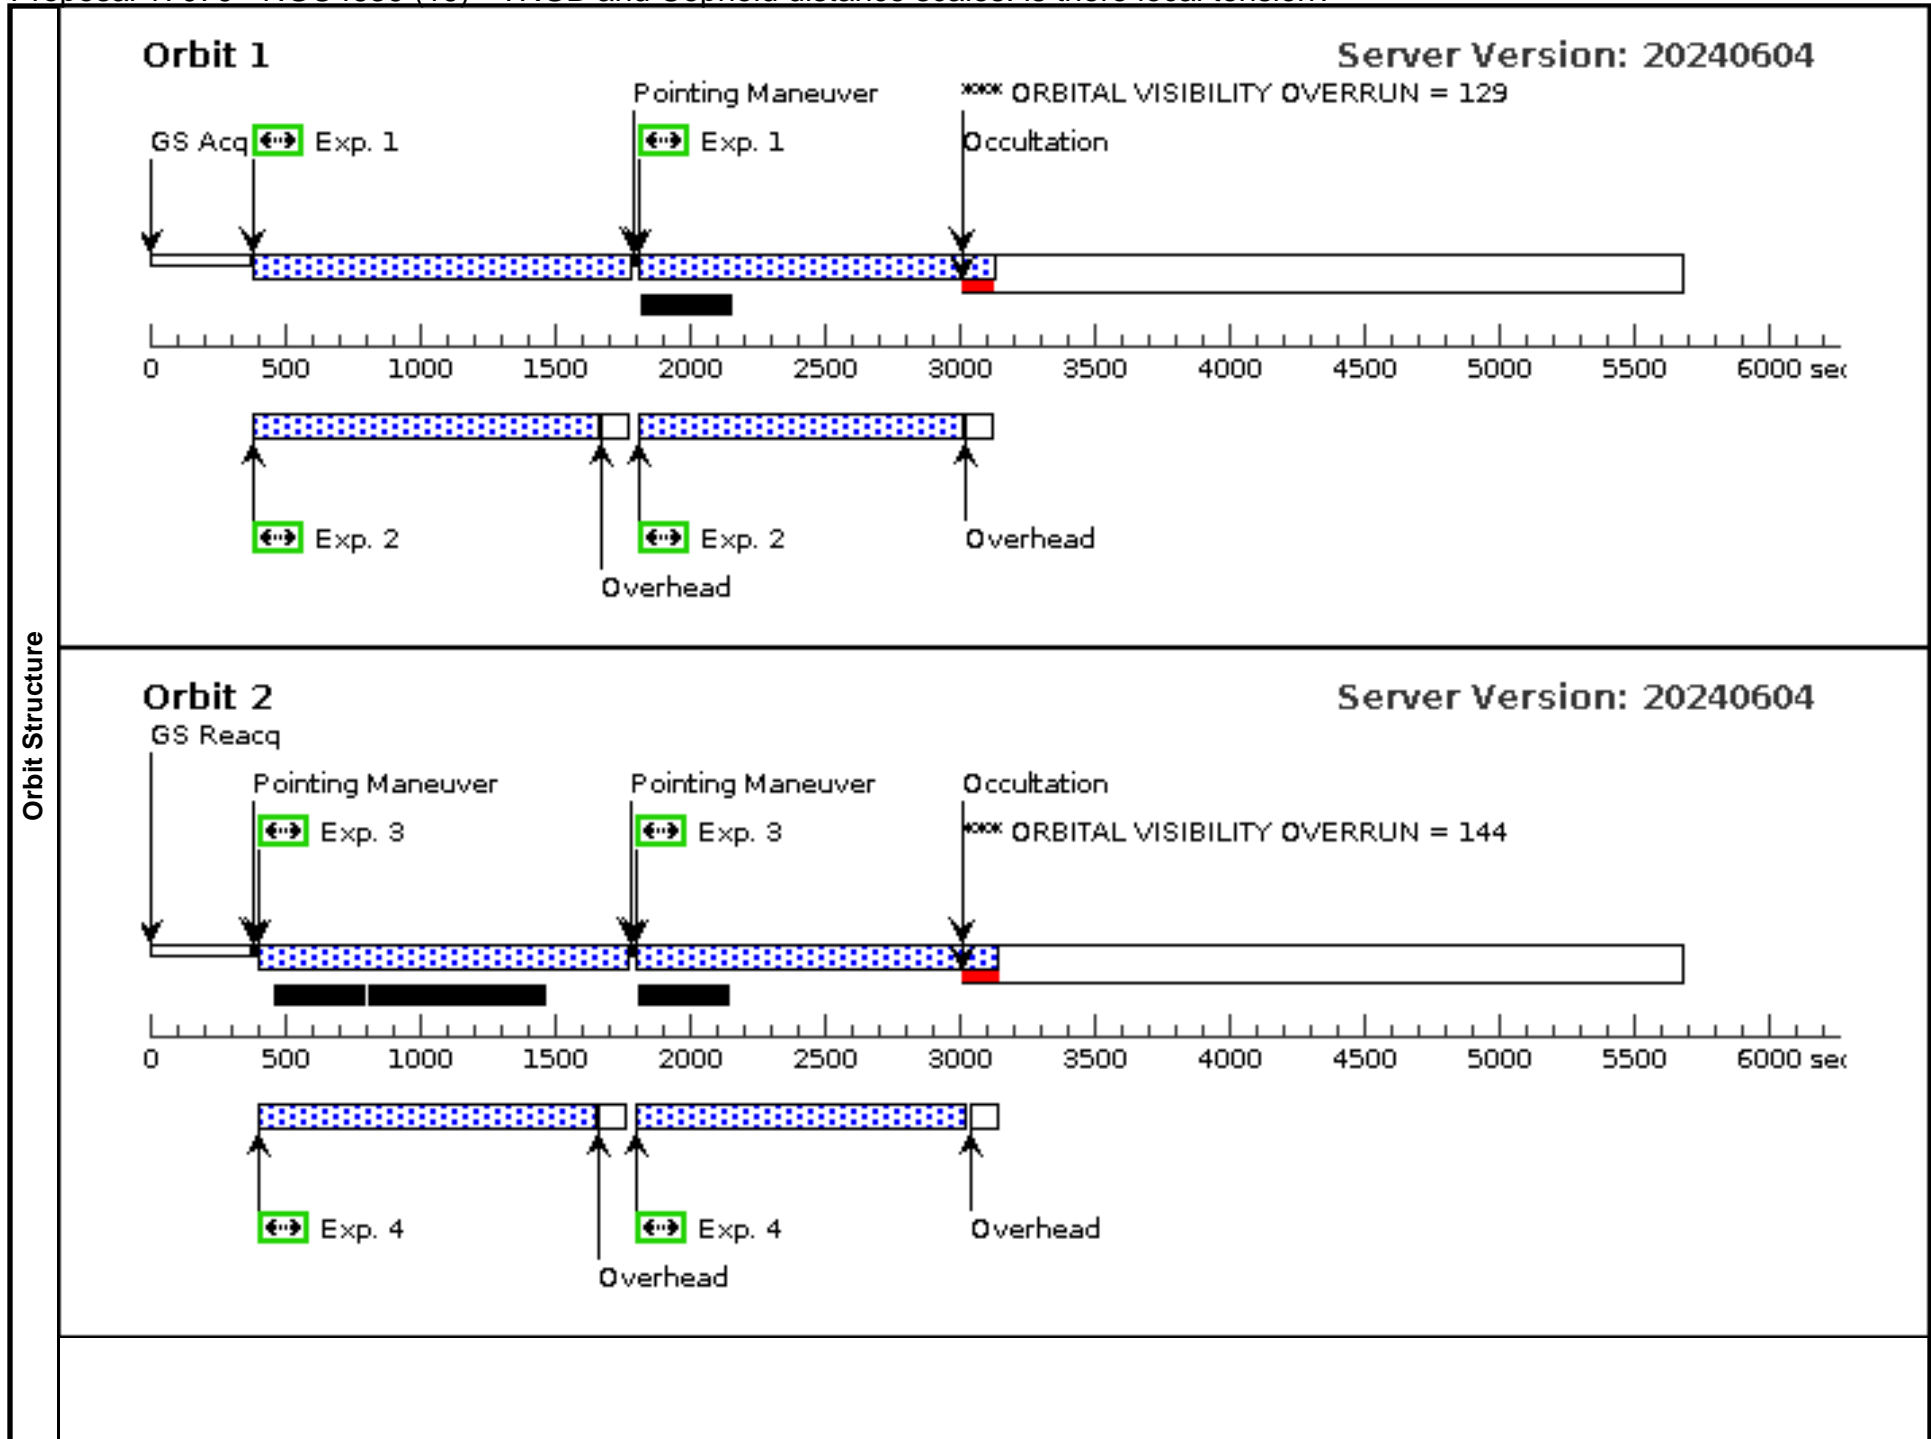 Orbit Structure
Orbit 1
Server Version: 20240604
Pointing Maneuver
*** ORBITAL VISIBILITY OVERRUN = 129
GS Acq
Exp. 1
Exp. 1
Occultation
0 500 1000 1500 2000 2500 3000 3500 4000 4500 5000 5500 6000 sec
Exp. 2
Exp. 2
Overhead
Overhead
Orbit 2
Server Version: 20240604
GS Reacq
Pointing Maneuver
Pointing Maneuver
Occultation
Exp. 3
Exp. 3
*** ORBITAL VISIBILITY OVERRUN = 144
0 500 1000 1500 2000 2500 3000 3500 4000 4500 5000 5500 6000 sec
Exp. 4
Exp. 4
Overhead
Overhead